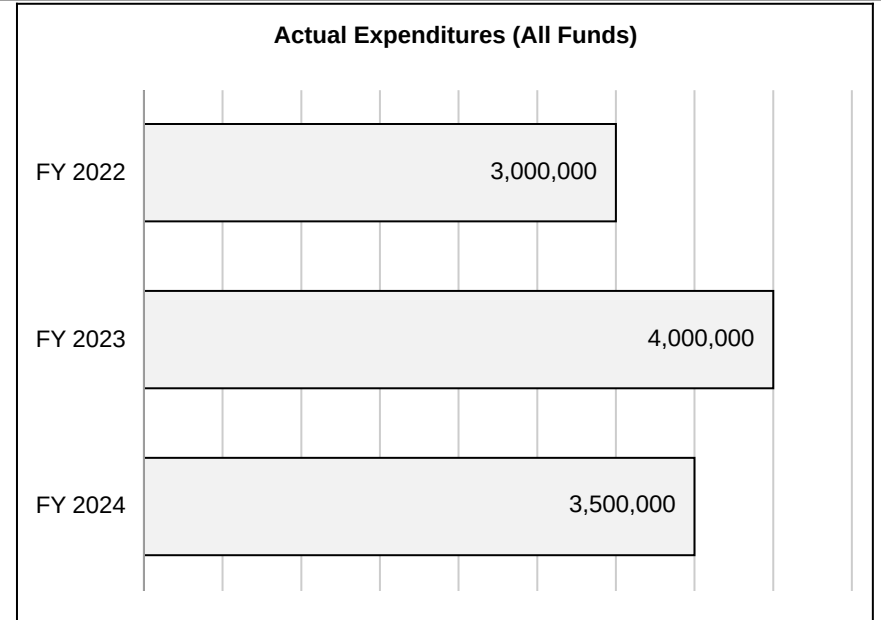 Actual Expenditures (All Funds)
FY 2022 3,000,000
FY 2023 4,000,000
FY 2024 3,500,000